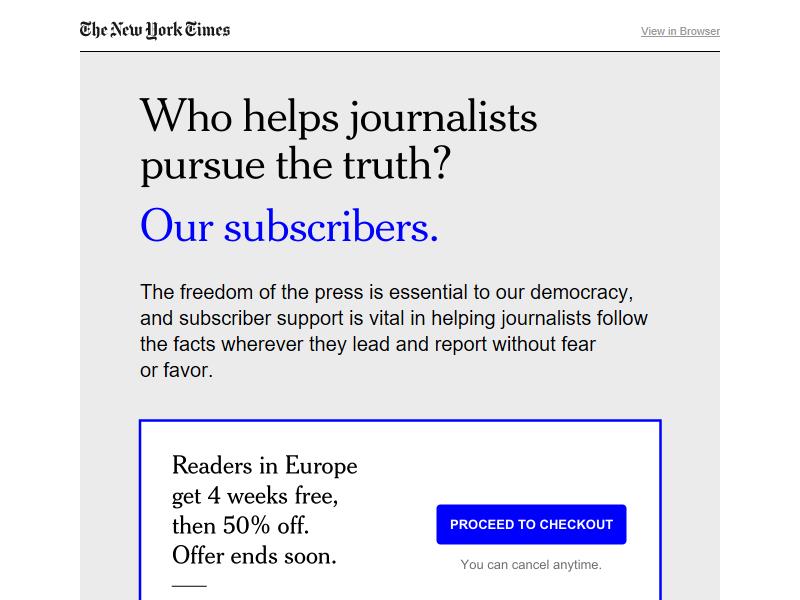 The New York Times
View in Browser
Who helps journalists
pursue the truth?
Our subscribers.
The freedom of the press is essential to our democracy,
and subscriber support is vital in helping journalists follow
the facts wherever they lead and report without fear
or favor.
Readers in Europe
get 4 weeks free,
then 50% off.
Offer ends soon.
PROCEED TO CHECKOUT
You can cancel anytime.